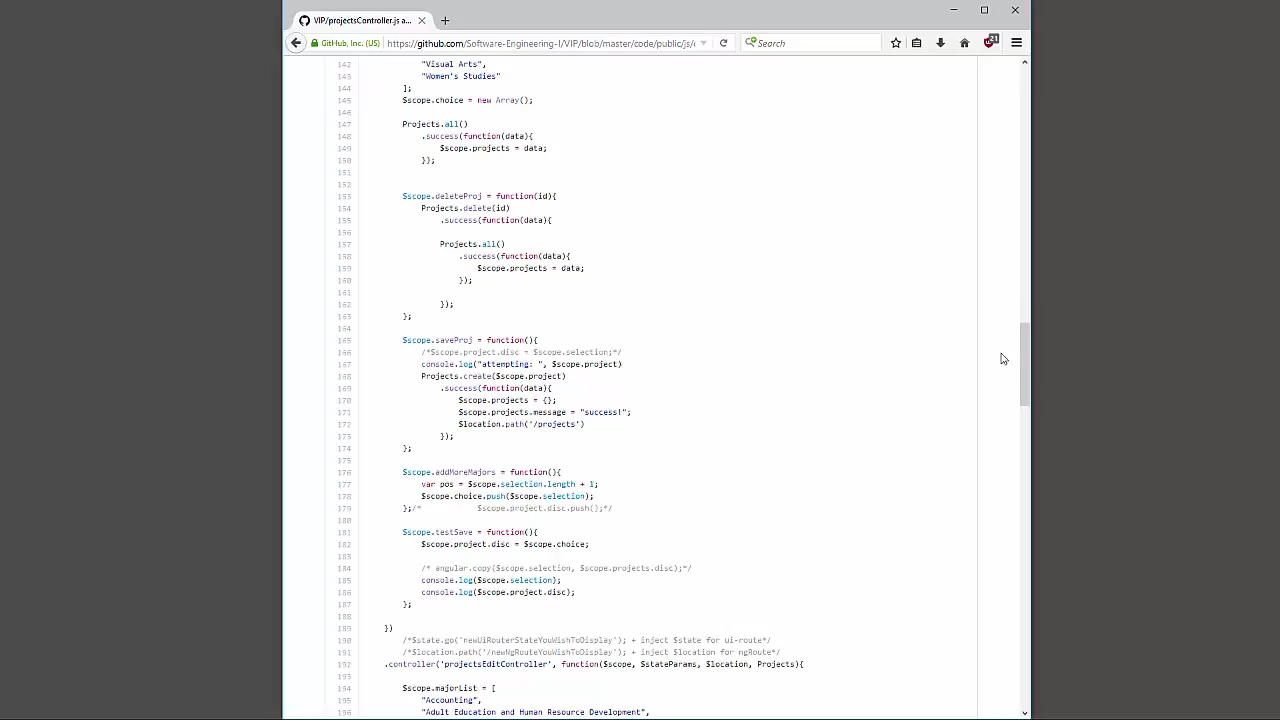 VIP/projectsController.js a...
GitHub, Inc. (US) https://github.com/Software-Engineering-I/VIP/blob/master/code/public/js/c Search 21
142 "Visual Arts",
143 "Women's Studies"
144 ];
145 $scope.choice = new Array();
146
147 Projects.all()
148 .success(function(data){
149 $scope.projects = data;
150 });
151
152
153 $scope.deleteProj = function(id){
154 Projects.delete(id)
155 .success(function(data){
156
157 Projects.all()
158 .success(function(data){
159 $scope.projects = data;
160 });
161
162 });
163 };
164
165 $scope.saveProj = function(){
166 /*$scope.project.disc = $scope.selection;*/
167 console.log("attempting: ", $scope.project)
168 Projects.create($scope.project)
169 .success(function(data){
170 $scope.projects = {};
171 $scope.projects.message = "success!";
172 $location.path('/projects')
173 });
174 };
175
176 $scope.addMoreMajors = function(){
177 var pos = $scope.selection.length + 1;
178 $scope.choice.push($scope.selection);
179 };/* $scope.project.disc.push();*/
180
181 $scope.testSave = function(){
182 $scope.project.disc = $scope.choice;
183
184 /* angular.copy($scope.selection, $scope.projects.disc);*/
185 console.log($scope.selection);
186 console.log($scope.project.disc);
187 };
188
189 })
190 /*$state.go('newUiRouterStateYouWishToDisplay'); + inject $state for ui-route*/
191 /*$location.path('/newNgRouteYouWishToDisplay'); + inject $location for ngRoute*/
192 .controller('projectsEditController', function($scope, $stateParams, $location, Projects){
193
194 $scope.majorList = [
195 "Accounting",
196 "Adult Education and Human Resource Development",